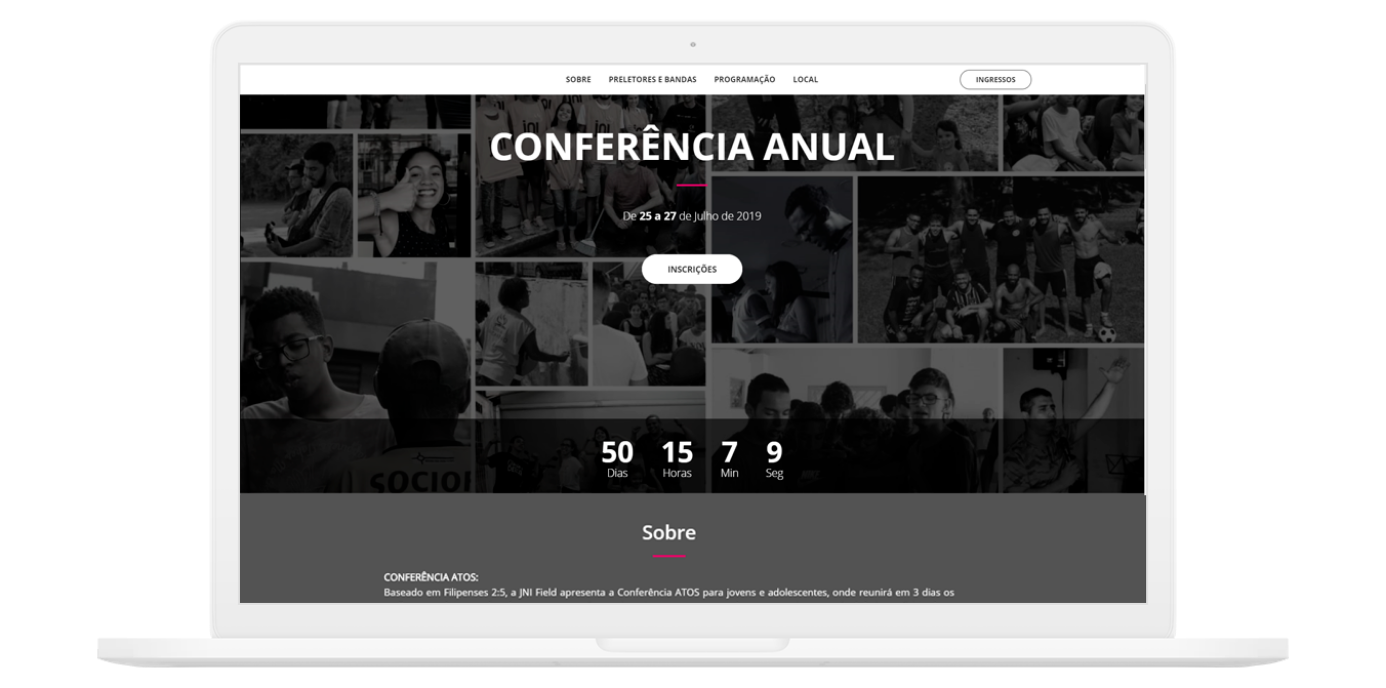 SOBRE PRELETORES E BANDAS PROGRAMAÇÃO LOCAL INGRESSOS
CONFERÊNCIA ANUAL
De 25 a 27 de Julho de 2019
INSCRIÇÕES
50 15 7 9
Dias Horas Min Seg
Sobre
CONFERÊNCIA ATOS:
Baseado em Filipenses 2:5, a JNI Field apresenta a Conferência ATOS para jovens e adolescentes, onde reunirá em 3 dias os